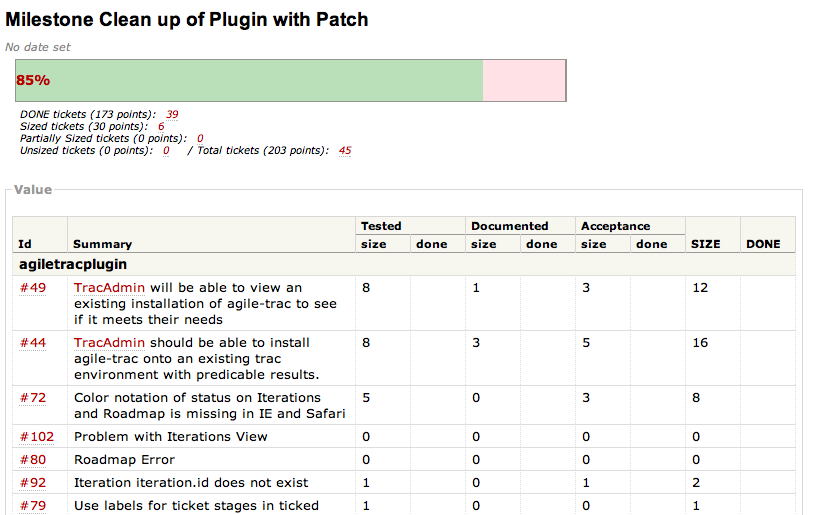 Milestone Clean up of Plugin with Patch
No date set
85%
DONE tickets (173 points): 39
Sized tickets (30 points): 6
Partially Sized tickets (0 points): 0
Unsized tickets (0 points): 0 / Total tickets (203 points): 45
Value
Tested Documented Acceptance
Id Summary size done size done size done SIZE DONE
agiletracplugin
#49 TracAdmin will be able to view an 8 1 3 12
existing installation of agile-trac to see
if it meets their needs
#44 TracAdmin should be able to install 8 3 5 16
agile-trac onto an existing trac
environment with predicable results.
#72 Color notation of status on Iterations 5 0 3 8
and Roadmap is missing in IE and Safari
#102 Problem with Iterations View 0 0 0 0
#80 Roadmap Error 0 0 0 0
#92 Iteration iteration.id does not exist 1 0 1 2
#79 Use labels for ticket stages in ticked 1 0 0 1